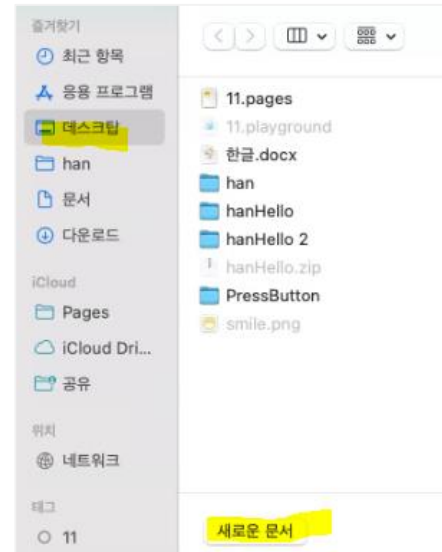 즐겨찾기
최근 항목
응용 프로그램
데스크탑
han
문서
다운로드
iCloud
Pages
iCloud Dri...
공유
위치
네트워크
태그
11
11.pages
11.playground
한글.docx
han
hanHello
hanHello 2
hanHello.zip
PressButton
smile.png
새로운 문서